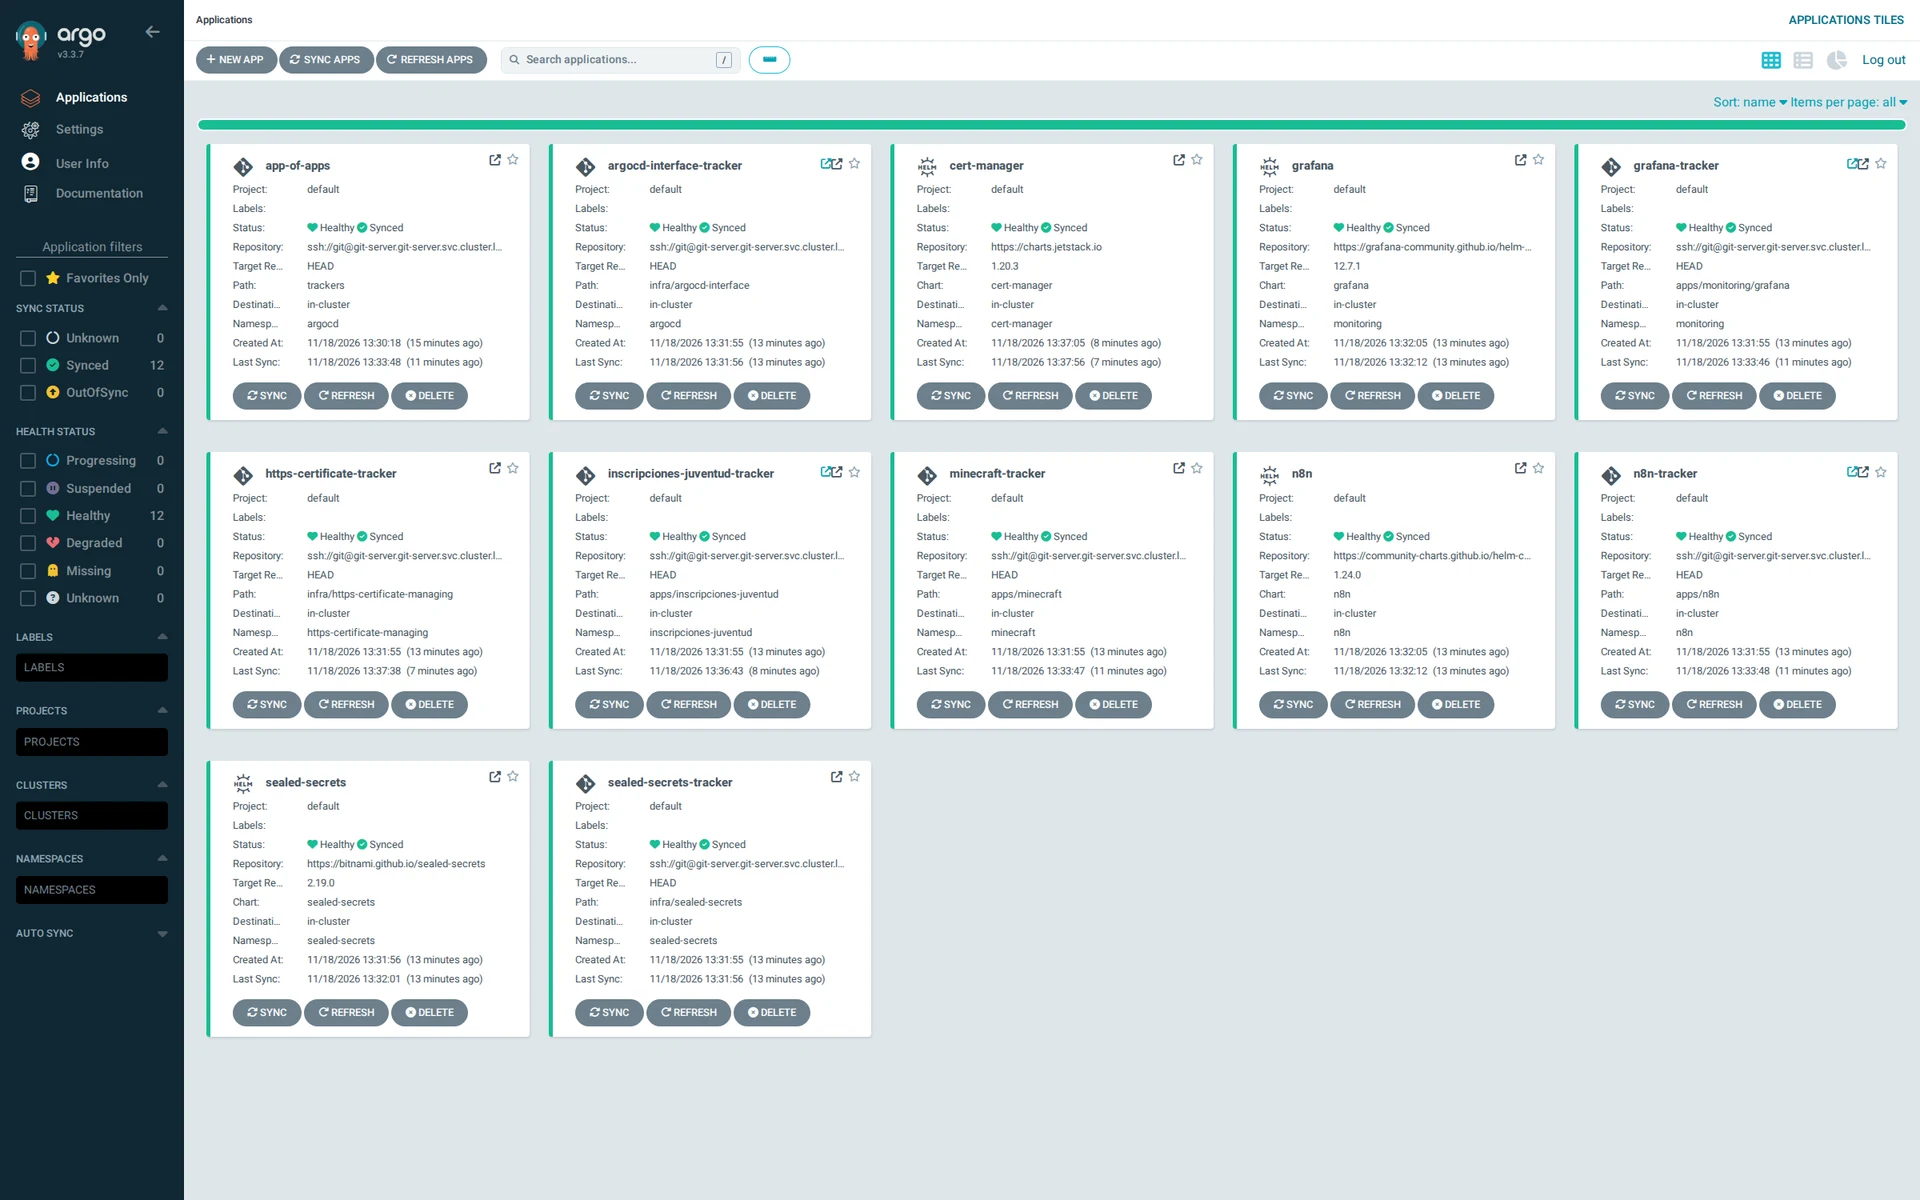 argo
v3.3.7
Applications
Settings
User Info
Documentation
Application filters
Favorites Only
SYNC STATUS
Unknown 0
Synced 12
OutOfSync 0
HEALTH STATUS
Progressing 0
Suspended 0
Healthy 12
Degraded 0
Missing 0
Unknown 0
LABELS
LABELS
PROJECTS
PROJECTS
CLUSTERS
CLUSTERS
NAMESPACES
NAMESPACES
AUTO SYNC
Applications
APPLICATIONS TILES
NEW APP SYNC APPS REFRESH APPS Search applications... /
Log out
Sort: name Items per page: all
app-of-apps
Project: default
Labels:
Status: Healthy Synced
Repository: ssh://git@git-server.git-server.svc.cluster.l...
Target Re... HEAD
Path: trackers
Destinati... in-cluster
Namesp... argocd
Created At: 11/18/2026 13:30:18 (15 minutes ago)
Last Sync: 11/18/2026 13:33:48 (11 minutes ago)
SYNC REFRESH DELETE
argocd-interface-tracker
Project: default
Labels:
Status: Healthy Synced
Repository: ssh://git@git-server.git-server.svc.cluster.l...
Target Re... HEAD
Path: infra/argocd-interface
Destinati... in-cluster
Namesp... argocd
Created At: 11/18/2026 13:31:55 (13 minutes ago)
Last Sync: 11/18/2026 13:31:56 (13 minutes ago)
SYNC REFRESH DELETE
HELM
cert-manager
Project: default
Labels:
Status: Healthy Synced
Repository: https://charts.jetstack.io
Target Re... 1.20.3
Chart: cert-manager
Destinati... in-cluster
Namesp... cert-manager
Created At: 11/18/2026 13:37:05 (8 minutes ago)
Last Sync: 11/18/2026 13:37:56 (7 minutes ago)
SYNC REFRESH DELETE
HELM
grafana
Project: default
Labels:
Status: Healthy Synced
Repository: https://grafana-community.github.io/helm-...
Target Re... 12.7.1
Chart: grafana
Destinati... in-cluster
Namesp... monitoring
Created At: 11/18/2026 13:32:05 (13 minutes ago)
Last Sync: 11/18/2026 13:32:12 (13 minutes ago)
SYNC REFRESH DELETE
grafana-tracker
Project: default
Labels:
Status: Healthy Synced
Repository: ssh://git@git-server.git-server.svc.cluster.l...
Target Re... HEAD
Path: apps/monitoring/grafana
Destinati... in-cluster
Namesp... monitoring
Created At: 11/18/2026 13:31:55 (13 minutes ago)
Last Sync: 11/18/2026 13:33:46 (11 minutes ago)
SYNC REFRESH DELETE
https-certificate-tracker
Project: default
Labels:
Status: Healthy Synced
Repository: ssh://git@git-server.git-server.svc.cluster.l...
Target Re... HEAD
Path: infra/https-certificate-managing
Destinati... in-cluster
Namesp... https-certificate-managing
Created At: 11/18/2026 13:31:55 (13 minutes ago)
Last Sync: 11/18/2026 13:37:38 (7 minutes ago)
SYNC REFRESH DELETE
inscripciones-juventud-tracker
Project: default
Labels:
Status: Healthy Synced
Repository: ssh://git@git-server.git-server.svc.cluster.l...
Target Re... HEAD
Path: apps/inscripciones-juventud
Destinati... in-cluster
Namesp... inscripciones-juventud
Created At: 11/18/2026 13:31:55 (13 minutes ago)
Last Sync: 11/18/2026 13:36:43 (8 minutes ago)
SYNC REFRESH DELETE
minecraft-tracker
Project: default
Labels:
Status: Healthy Synced
Repository: ssh://git@git-server.git-server.svc.cluster.l...
Target Re... HEAD
Path: apps/minecraft
Destinati... in-cluster
Namesp... minecraft
Created At: 11/18/2026 13:31:55 (13 minutes ago)
Last Sync: 11/18/2026 13:33:47 (11 minutes ago)
SYNC REFRESH DELETE
HELM
n8n
Project: default
Labels:
Status: Healthy Synced
Repository: https://community-charts.github.io/helm-c...
Target Re... 1.24.0
Chart: n8n
Destinati... in-cluster
Namesp... n8n
Created At: 11/18/2026 13:32:05 (13 minutes ago)
Last Sync: 11/18/2026 13:32:12 (13 minutes ago)
SYNC REFRESH DELETE
n8n-tracker
Project: default
Labels:
Status: Healthy Synced
Repository: ssh://git@git-server.git-server.svc.cluster.l...
Target Re... HEAD
Path: apps/n8n
Destinati... in-cluster
Namesp... n8n
Created At: 11/18/2026 13:31:55 (13 minutes ago)
Last Sync: 11/18/2026 13:33:48 (11 minutes ago)
SYNC REFRESH DELETE
HELM
sealed-secrets
Project: default
Labels:
Status: Healthy Synced
Repository: https://bitnami.github.io/sealed-secrets
Target Re... 2.19.0
Chart: sealed-secrets
Destinati... in-cluster
Namesp... sealed-secrets
Created At: 11/18/2026 13:31:56 (13 minutes ago)
Last Sync: 11/18/2026 13:32:01 (13 minutes ago)
SYNC REFRESH DELETE
sealed-secrets-tracker
Project: default
Labels:
Status: Healthy Synced
Repository: ssh://git@git-server.git-server.svc.cluster.l...
Target Re... HEAD
Path: infra/sealed-secrets
Destinati... in-cluster
Namesp... sealed-secrets
Created At: 11/18/2026 13:31:55 (13 minutes ago)
Last Sync: 11/18/2026 13:31:56 (13 minutes ago)
SYNC REFRESH DELETE